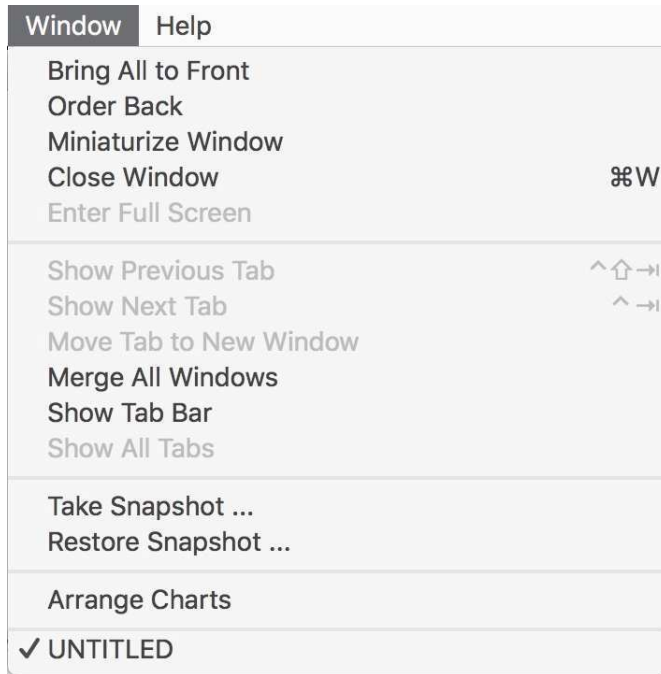 Window Help
Bring All to Front
Order Back
Miniaturize Window
Close Window ⌘W
Enter Full Screen
Show Previous Tab ^⇧⇥
Show Next Tab ^⇥
Move Tab to New Window
Merge All Windows
Show Tab Bar
Show All Tabs
Take Snapshot ...
Restore Snapshot ...
Arrange Charts
✓ UNTITLED